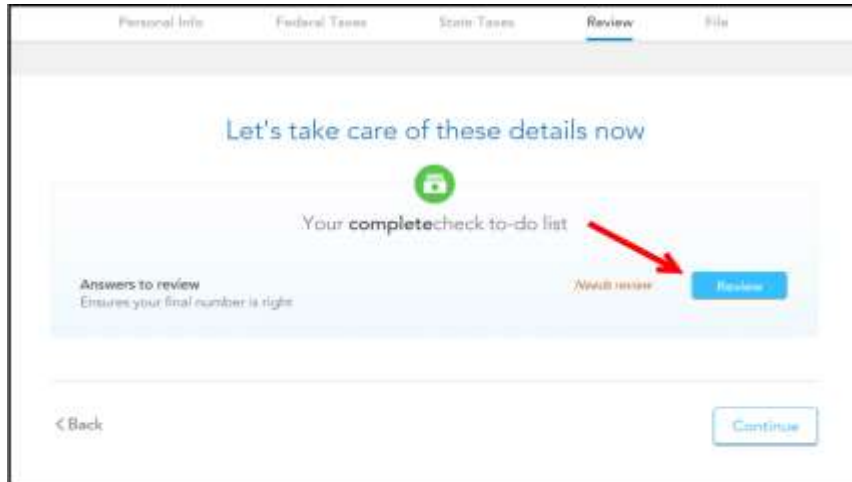 Personal Info Federal Taxes State Taxes Review File
Let's take care of these details now
Your completecheck to-do list
Answers to review
Ensures your final number is right
Needs review
Review
< Back
Continue